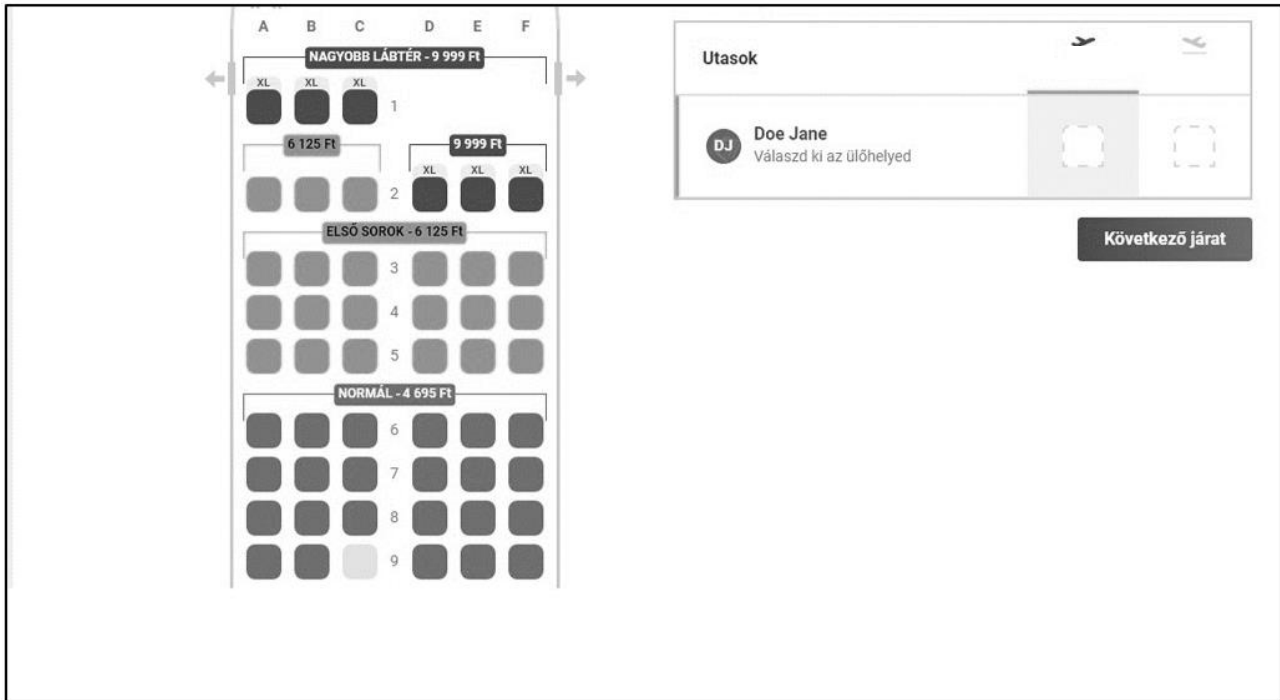 A B C D E F
NAGYOBB LÁBTÉR - 9 999 Ft
XL XL XL
1
6 125 Ft 9 999 Ft
XL XL XL
2
ELSŐ SOROK - 6 125 Ft
3
4
5
NORMÁL - 4 695 Ft
6
7
8
9
Utasok
DJ Doe Jane
Válaszd ki az ülőhelyed
Következő járat